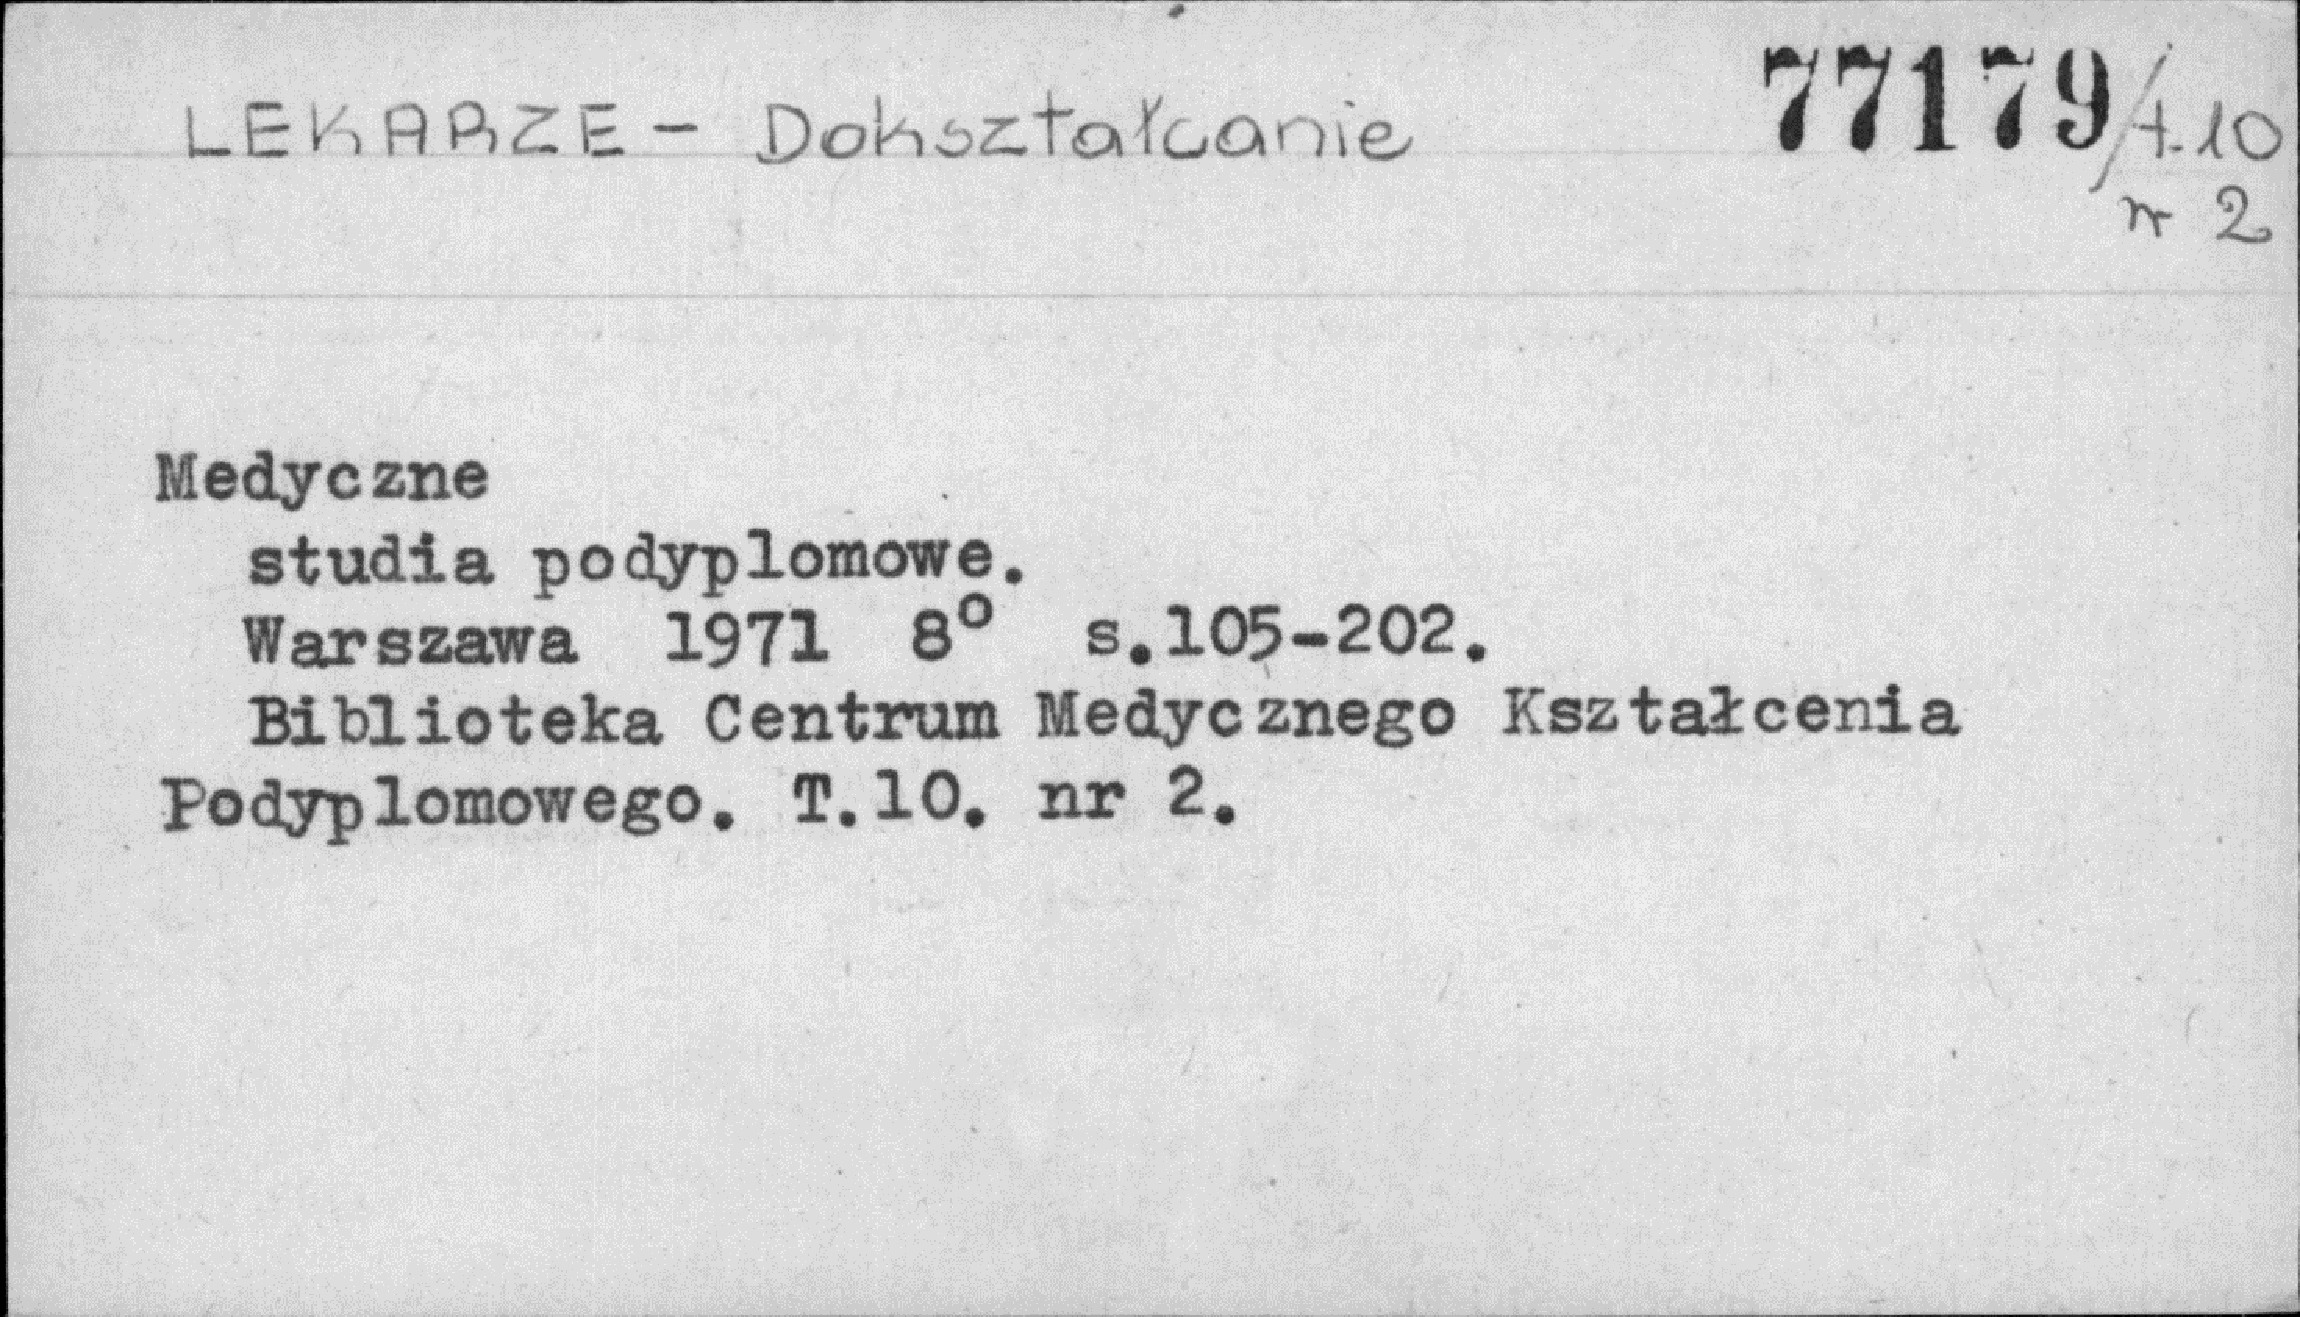 LEKARZE - Dokształcanie 77179/t.10
nr 2
Medyczne
studia podyplomowe.
Warszawa 1971 8° s.105-202.
Biblioteka Centrum Medycznego Kształcenia
Podyplomowego. T.10. nr 2.